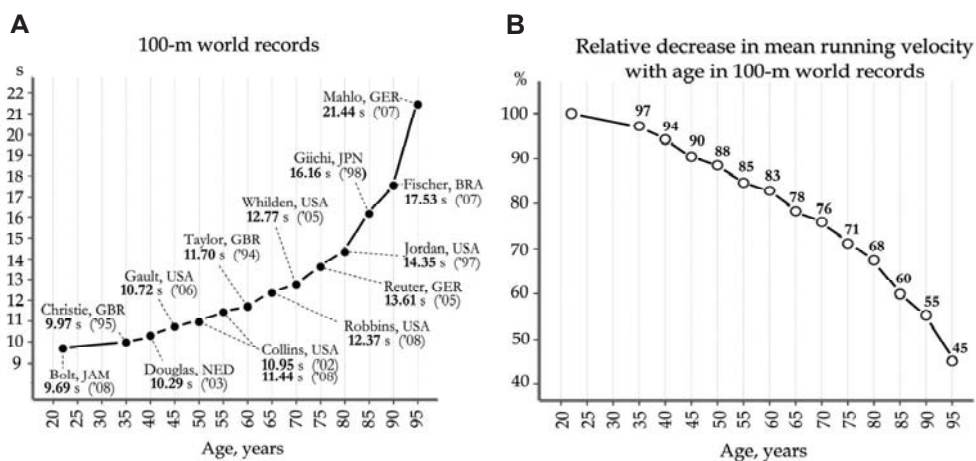 A
100-m world records
s
22
21
20
19
18
17
16
15
14
13
12
11
10
9
Mahlo, GER
21.44 s ('07)
Giichi, JPN
16.16 s ('98)
Fischer, BRA
17.53 s ('07)
Whilden, USA
12.77 s ('05)
Taylor, GBR
11.70 s ('94)
Jordan, USA
14.35 s ('97)
Gault, USA
10.72 s ('06)
Reuter, GER
13.61 s ('05)
Christie, GBR
9.97 s ('95)
Robbins, USA
12.37 s ('08)
Collins, USA
10.95 s ('02)
11.44 s ('08)
Bolt, JAM
9.69 s ('08)
Douglas, NED
10.29 s ('03)
20 25 30 35 40 45 50 55 60 65 70 75 80 85 90 95
Age, years
B
Relative decrease in mean running velocity
with age in 100-m world records
%
100
90
80
70
60
50
40
97
94
90
88
85
83
78
76
71
68
60
55
45
20 25 30 35 40 45 50 55 60 65 70 75 80 85 90 95
Age, years